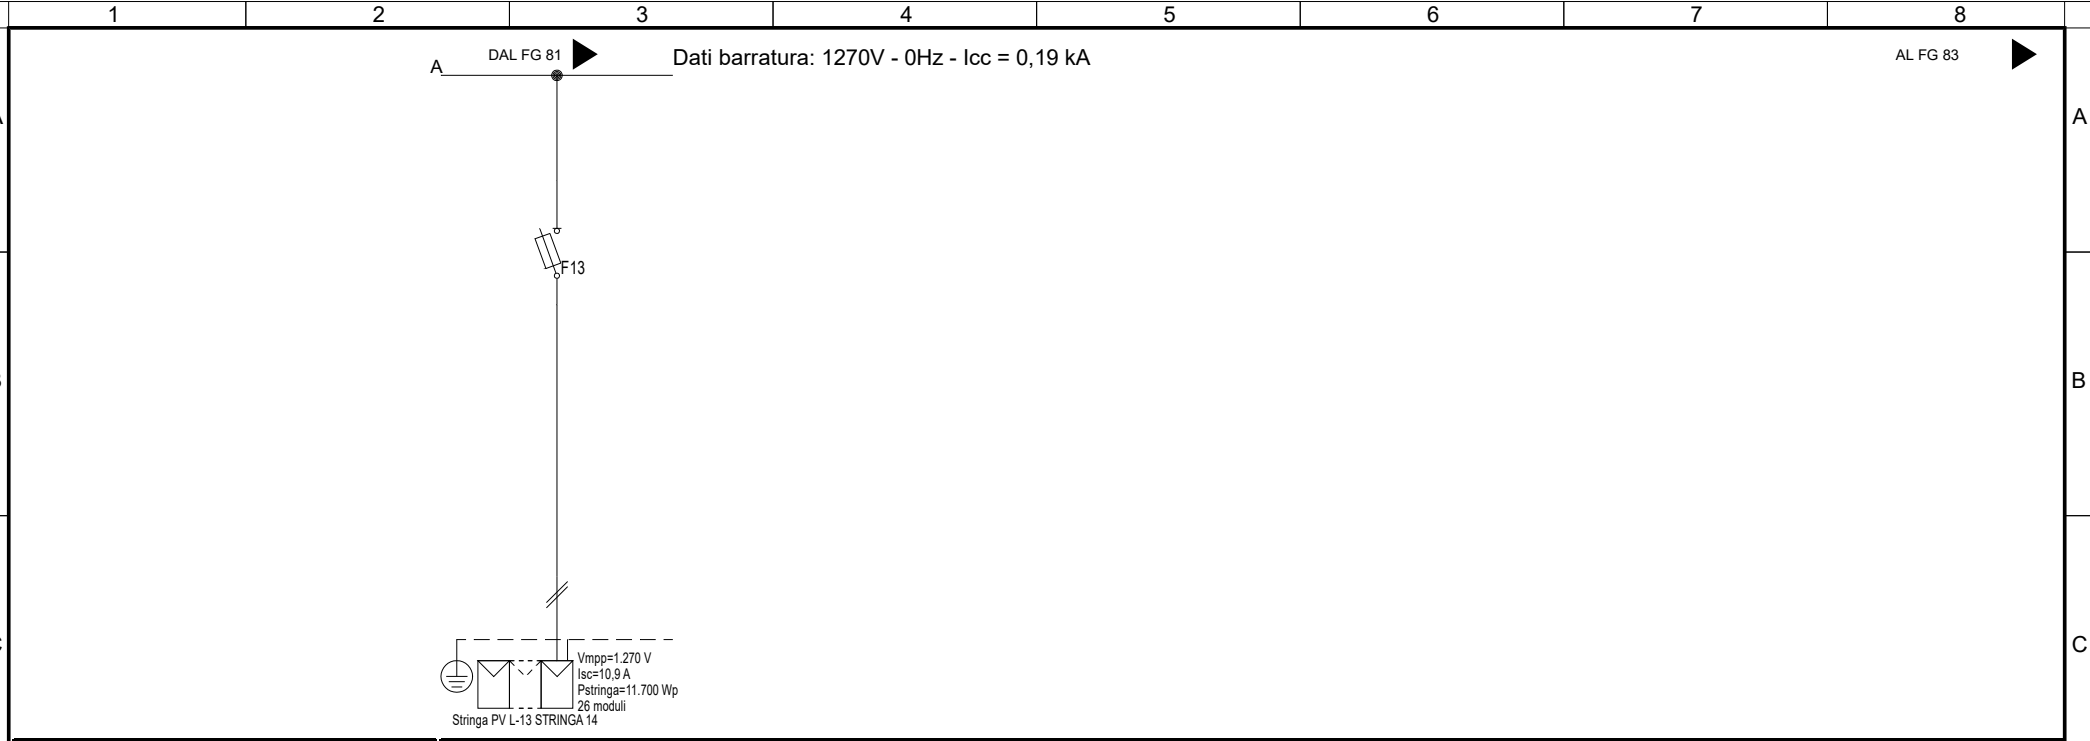 1 2 3 4 5 6 7 8
DAL FG 81
Dati barratura: 1270V - 0Hz - Icc = 0,19 kA
AL FG 83
A
A
F13
B
C
Vmpp=1.270 V
Isc=10,9 A
Pstringa=11.700 Wp
26 moduli
Stringa PV L-13 STRINGA 14